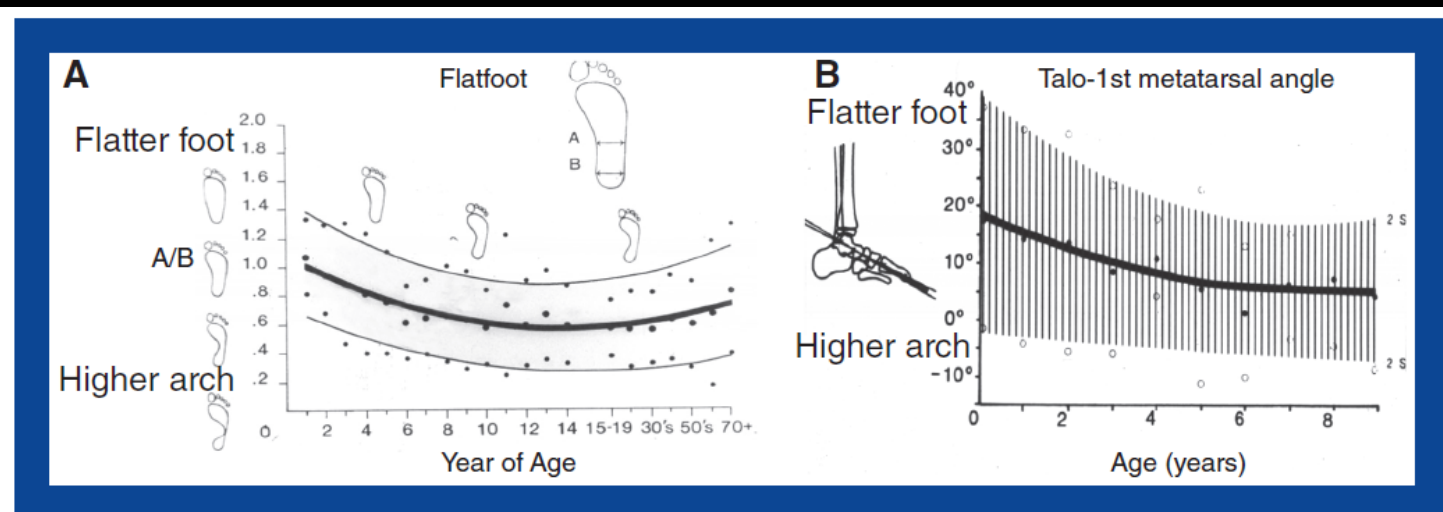 A
Flatfoot
Flatter foot
A/B
Higher arch
2.0
1.8
1.6
1.4
1.2
1.0
.8
.6
.4
.2
0
A
B
2 4 6 8 10 12 14 15-19 30's 50's 70+
Year of Age
B
Talo-1st metatarsal angle
Flatter foot
Higher arch
40°
30°
20°
10°
0°
-10°
2 S
2 S
0 2 4 6 8
Age (years)